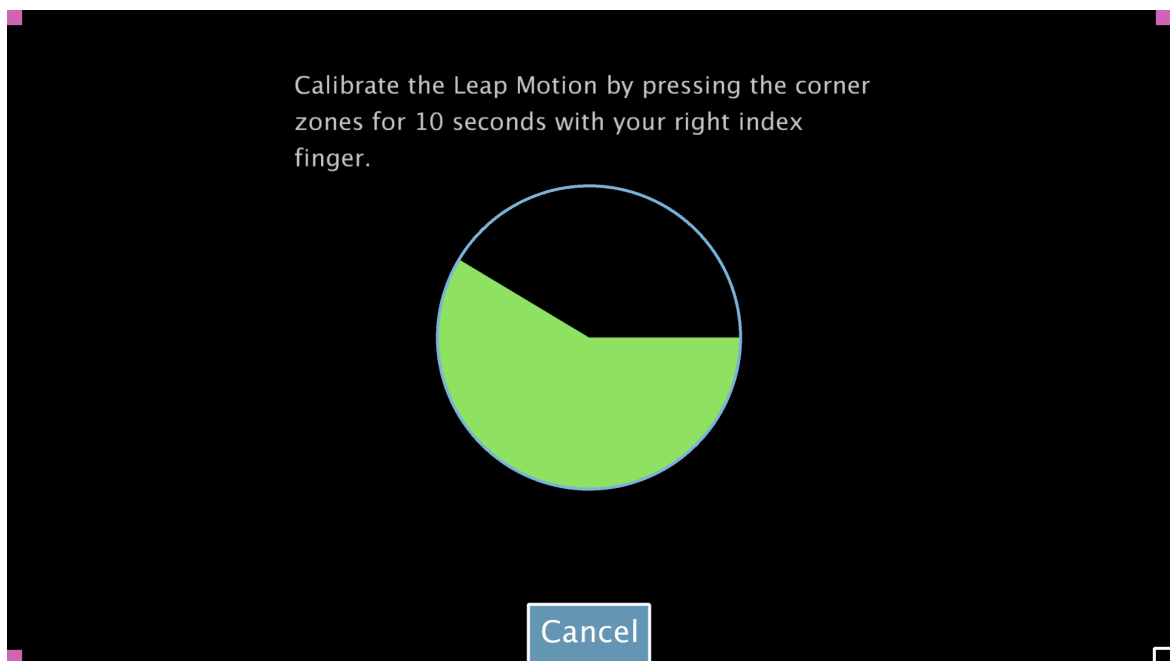 Calibrate the Leap Motion by pressing the corner
zones for 10 seconds with your right index
finger.
Cancel